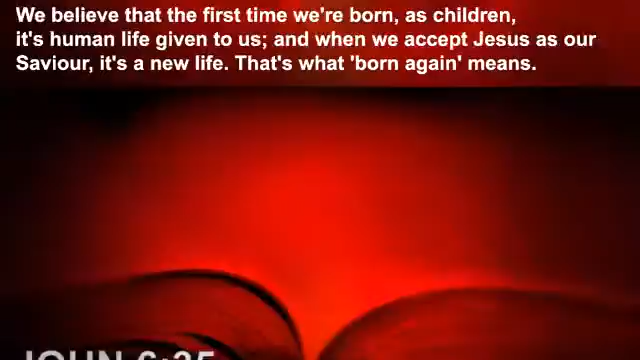 We believe that the first time we're born, as children,
it's human life given to us; and when we accept Jesus as our
Saviour, it's a new life. That's what 'born again' means.
JOHN 6:35